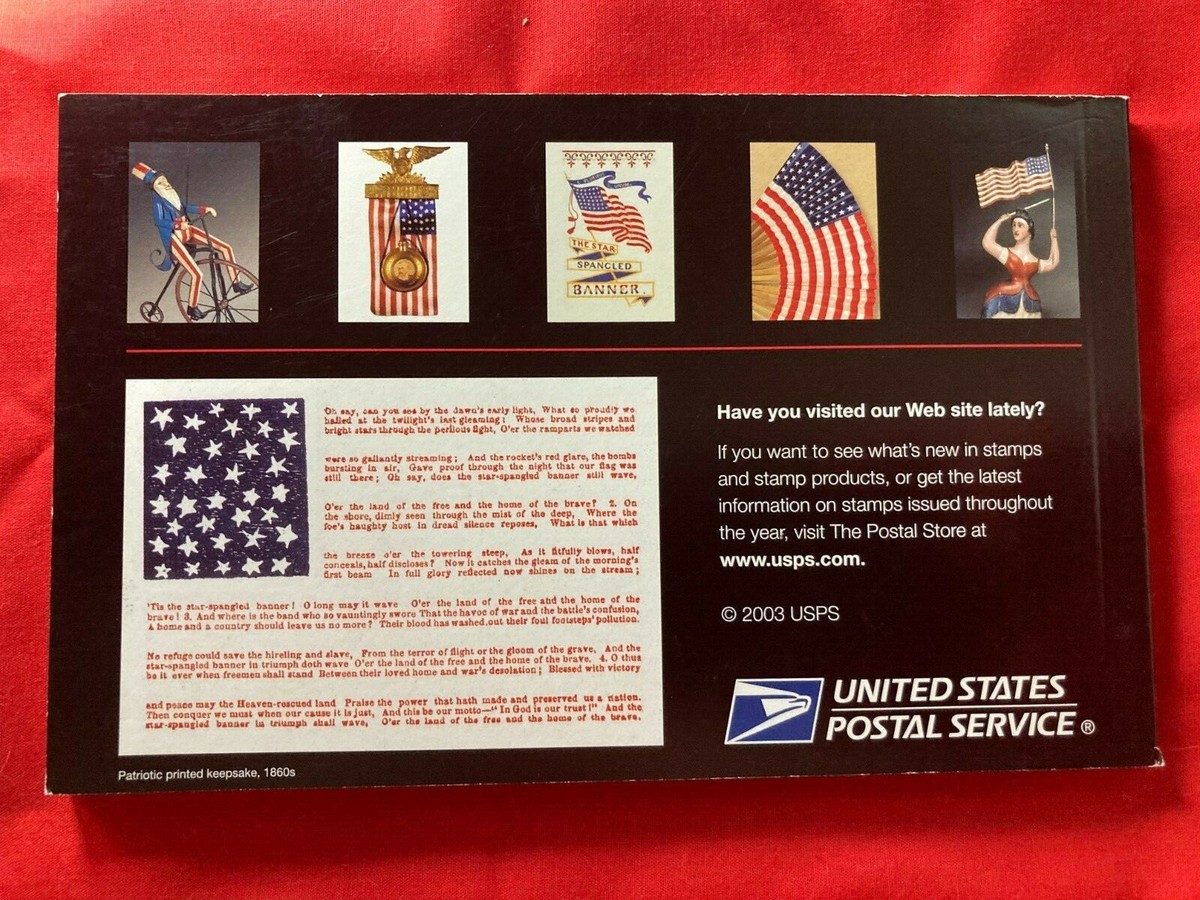 THE STAR
SPANGLED
BANNER.
Oh say, can you see by the dawn's early light, What so proudly we
hailed at the twilight's last gleaming! Whose broad stripes and
bright stars through the perilous fight, O'er the ramparts we watched
were so gallantly streaming; And the rocket's red glare, the bombs
bursting in air, Gave proof through the night that our flag was
still there; Oh say, does the star-spangled banner still wave,
O'er the land of the free and the home of the brave? 2. On
the shore, dimly seen through the mist of the deep, Where the
foe's haughty host in dread silence reposes, What is that which
the breeze o'er the towering steep, As it fitfully blows, half
conceals, half discloses? Now it catches the gleam of the morning's
first beam In full glory reflected now shines on the stream;
'Tis the star-spangled banner! O long may it wave O'er the land of the free and the home of the
brave! 3. And where is the band who so vauntingly swore That the havoc of war and the battle's confusion,
A home and a country should leave us no more? Their blood has washed out their foul footsteps' pollution.
No refuge could save the hireling and slave, From the terror of flight or the gloom of the grave, And the
star-spangled banner in triumph doth wave O'er the land of the free and the home of the brave. 4. O thus
be it ever when freemen shall stand Between their loved home and war's desolation; Blessed with victory
and peace may the Heaven-rescued land Praise the power that hath made and preserved us a nation.
Then conquer we must when our cause it is just, And this be our motto—"In God is our trust!" And the
star-spangled banner in triumph shall wave, O'er the land of the free and the home of the brave.
Patriotic printed keepsake, 1860s
Have you visited our Web site lately?
If you want to see what's new in stamps
and stamp products, or get the latest
information on stamps issued throughout
the year, visit The Postal Store at
www.usps.com.
© 2003 USPS
UNITED STATES
POSTAL SERVICE®